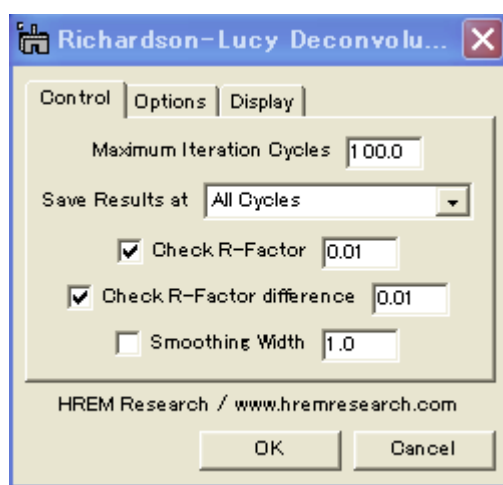 Richardson-Lucy Deconvolu...
Control Options Display
Maximum Iteration Cycles 100.0
Save Results at All Cycles
Check R-Factor 0.01
Check R-Factor difference 0.01
Smoothing Width 1.0
HREM Research / www.hremresearch.com
OK Cancel